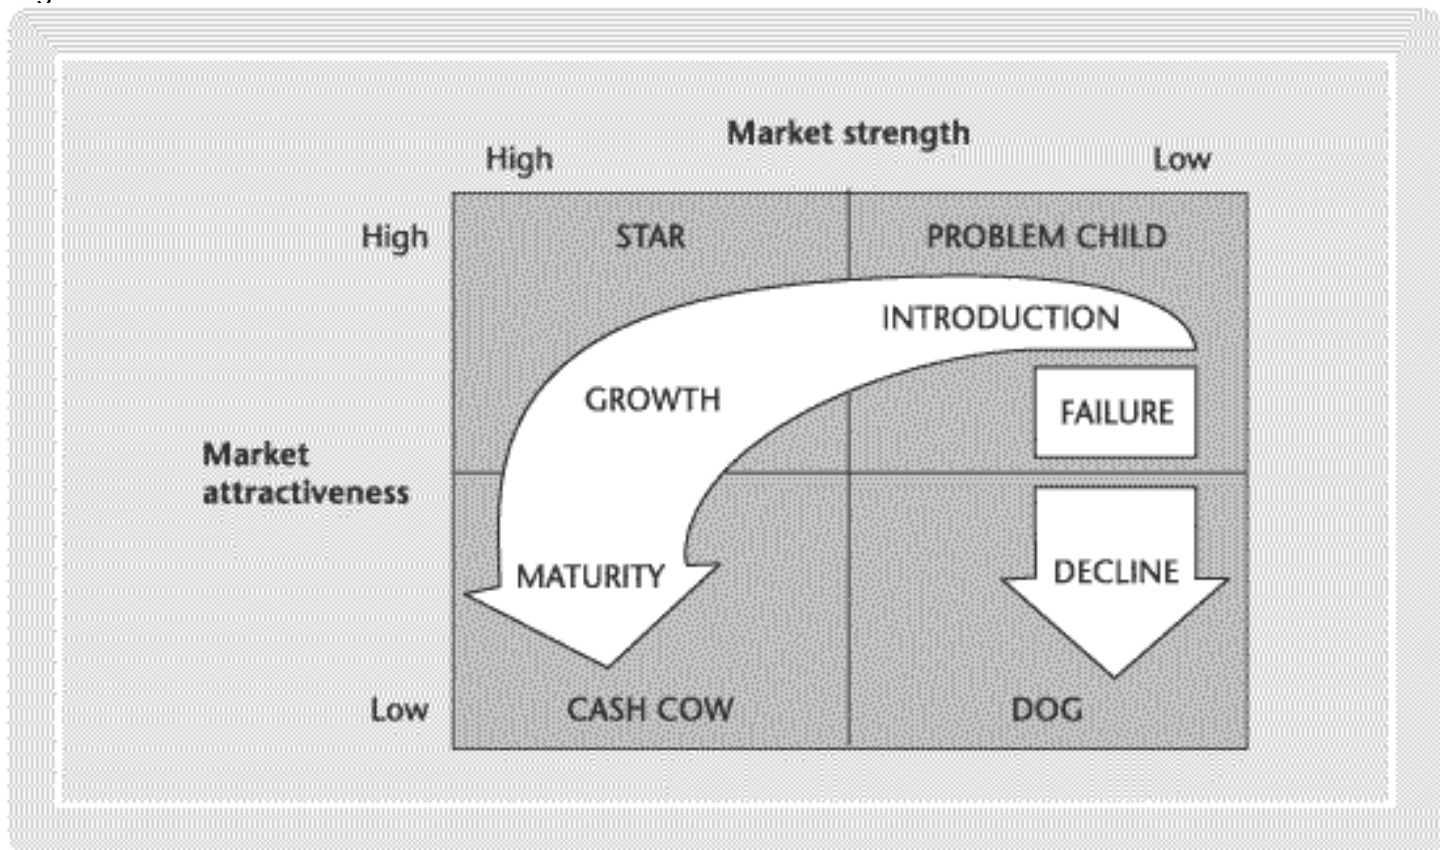 Market strength
High
Low
High
STAR
PROBLEM CHILD
INTRODUCTION
GROWTH
FAILURE
Market
attractiveness
MATURITY
DECLINE
Low
CASH COW
DOG